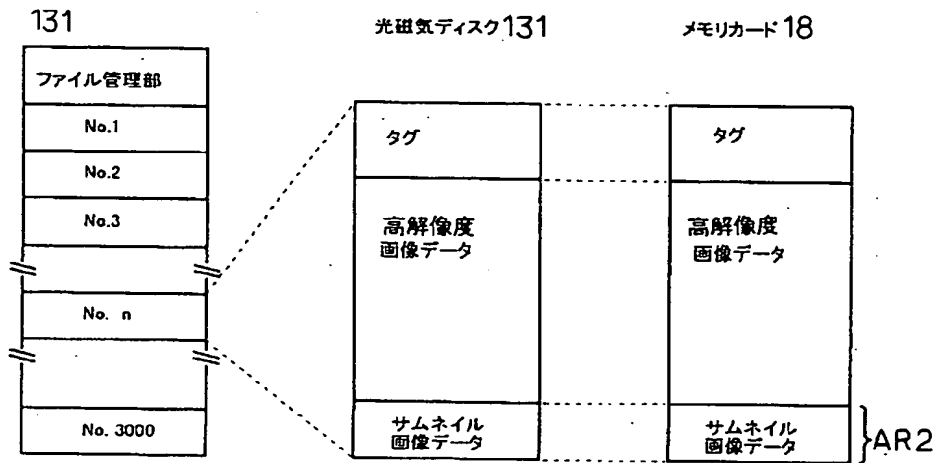 131
ファイル管理部
No.1
No.2
No.3
No. n
No. 3000
光磁気ディスク131
タグ
高解像度
画像データ
サムネイル
画像データ
メモリカード18
タグ
高解像度
画像データ
サムネイル
画像データ
AR2